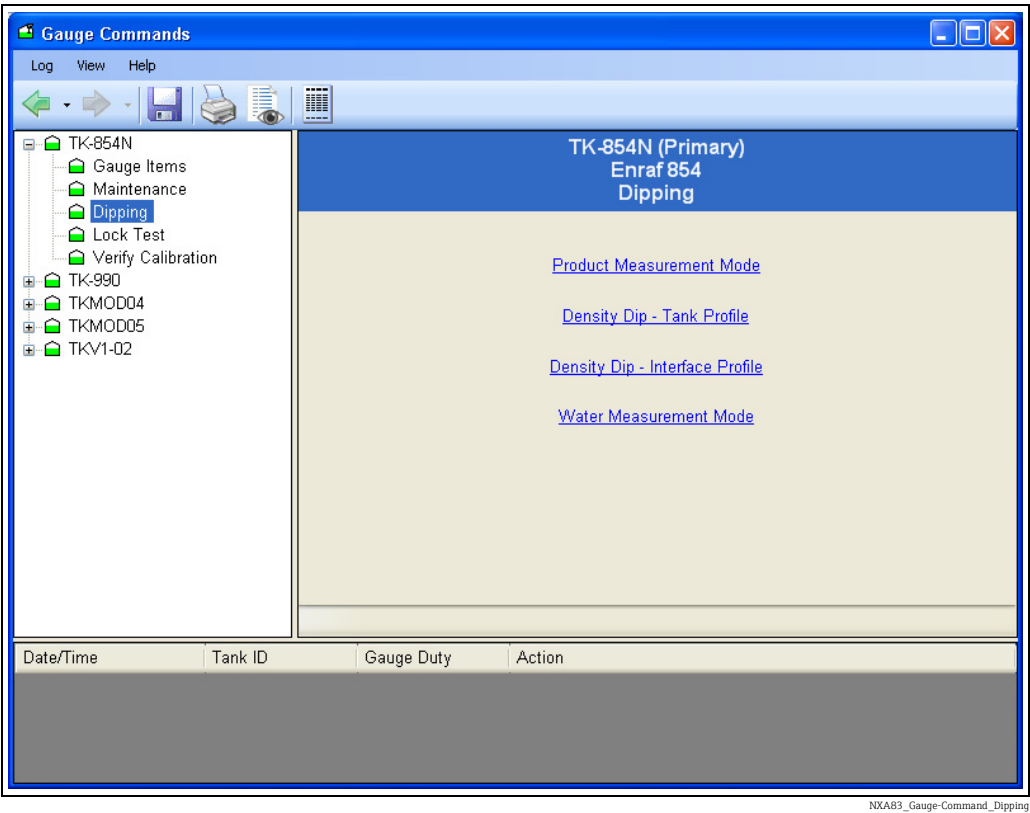 Gauge Commands
Log View Help
TK-854N
Gauge Items
Maintenance
Dipping
Lock Test
Verify Calibration
TK-990
TKMOD04
TKMOD05
TKV1-02
TK-854N (Primary)
Enraf 854
Dipping
Product Measurement Mode
Density Dip - Tank Profile
Density Dip - Interface Profile
Water Measurement Mode
Date/Time Tank ID Gauge Duty Action
NXA83_Gauge-Command_Dipping